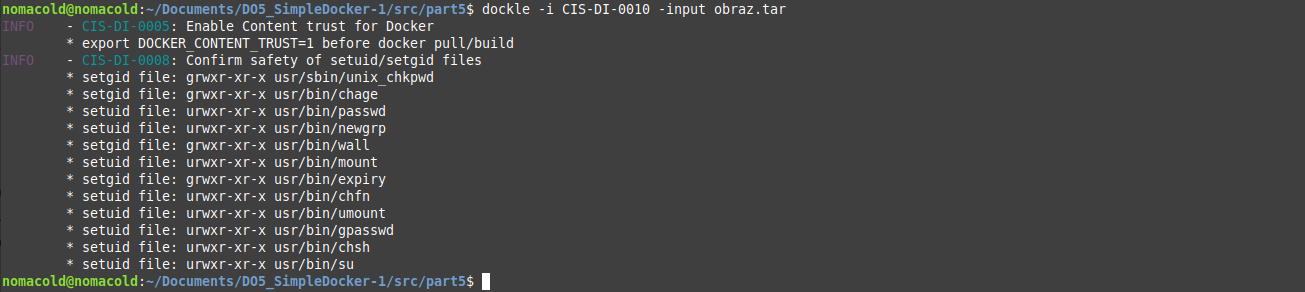 nomacold@nomacold:~/Documents/DO5_SimpleDocker-1/src/part5$ dockle -i CIS-DI-0010 -input obraz.tar
INFO    - CIS-DI-0005: Enable Content trust for Docker
        * export DOCKER_CONTENT_TRUST=1 before docker pull/build
INFO    - CIS-DI-0008: Confirm safety of setuid/setgid files
        * setgid file: grwxr-xr-x usr/sbin/unix_chkpwd
        * setgid file: grwxr-xr-x usr/bin/chage
        * setuid file: urwxr-xr-x usr/bin/passwd
        * setuid file: urwxr-xr-x usr/bin/newgrp
        * setgid file: grwxr-xr-x usr/bin/wall
        * setuid file: urwxr-xr-x usr/bin/mount
        * setgid file: grwxr-xr-x usr/bin/expiry
        * setuid file: urwxr-xr-x usr/bin/chfn
        * setuid file: urwxr-xr-x usr/bin/umount
        * setuid file: urwxr-xr-x usr/bin/gpasswd
        * setuid file: urwxr-xr-x usr/bin/chsh
        * setuid file: urwxr-xr-x usr/bin/su
nomacold@nomacold:~/Documents/DO5_SimpleDocker-1/src/part5$